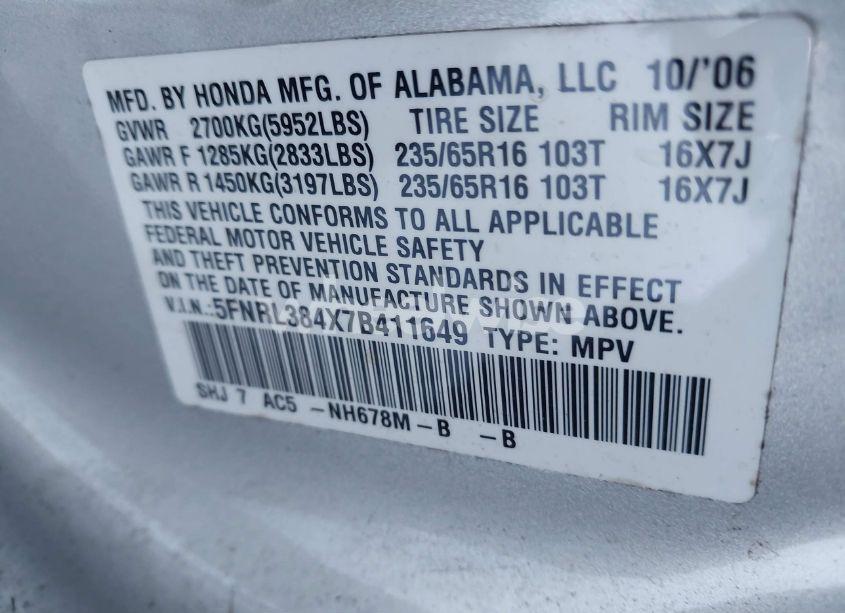 MFD. BY HONDA MFG. OF ALABAMA, LLC 10/'06
GVWR 2700KG(5952LBS) TIRE SIZE RIM SIZE
GAWR F 1285KG(2833LBS) 235/65R16 103T 16X7J
GAWR R 1450KG(3197LBS) 235/65R16 103T 16X7J
THIS VEHICLE CONFORMS TO ALL APPLICABLE
FEDERAL MOTOR VEHICLE SAFETY
AND THEFT PREVENTION STANDARDS IN EFFECT
ON THE DATE OF MANUFACTURE SHOWN ABOVE.
V.I.N.:5FNRL384X7B411649 TYPE: MPV
SHJ 7 AC5 -NH678M-B -B